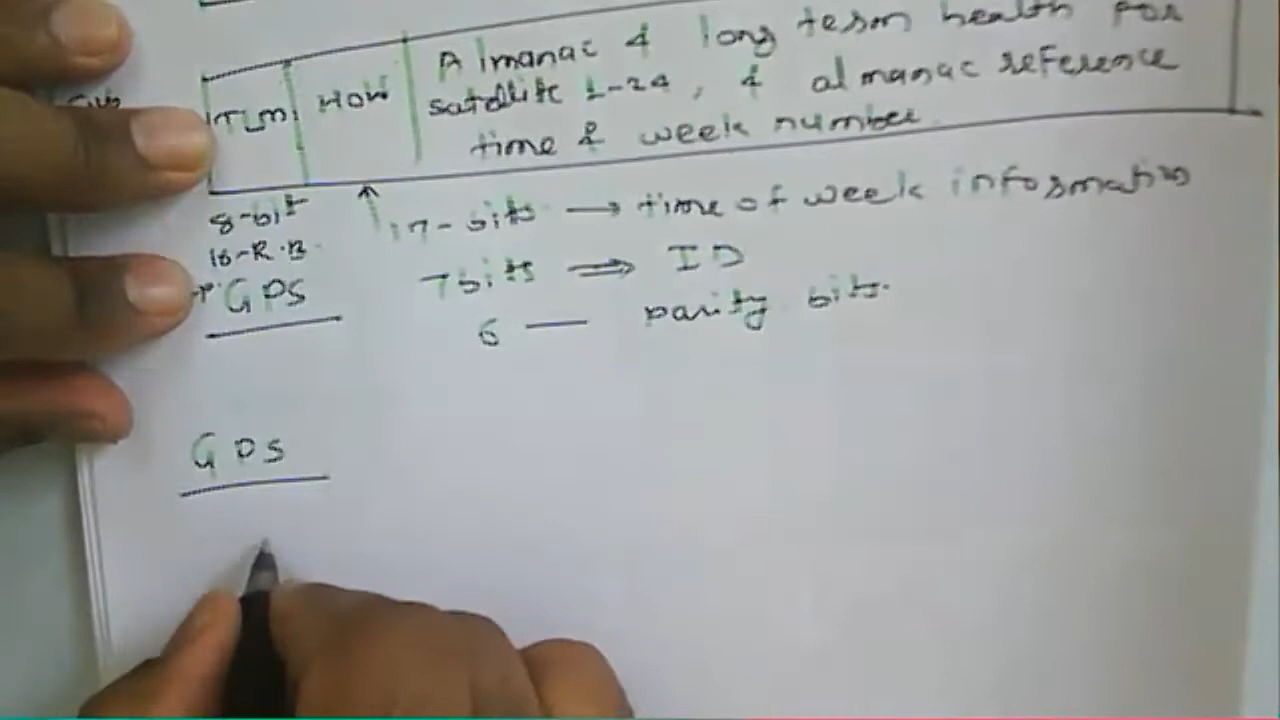 Almanac & long term health for
TLM HOW satellite 1-24, & almanac reference
time & week number
8-bit 17-bits → time of week information
16-R.B 7bits ⇒ ID
GPS 6 — parity bits.
GPS